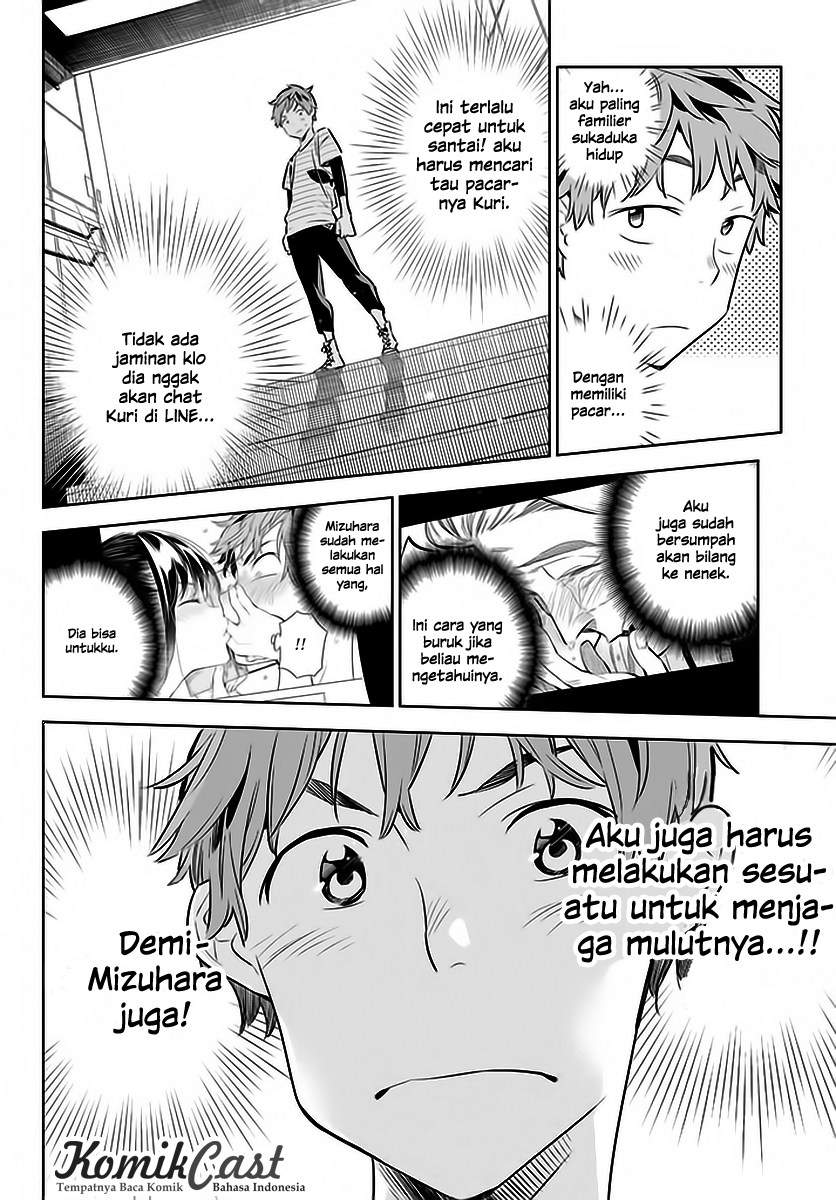 Yah...
aku paling
familier
sukaduka
hidup
Dengan
memiliki
pacar...
Ini terlalu
cepat untuk
santai! aku
harus mencari
tau pacar-
nya Kuri.
Tidak ada
jaminan klo
dia nggak
akan chat
Kuri di LINE...
Aku
juga sudah
bersumpah
akan bilang
ke nenek.
Ini cara yang
buruk jika
beliau me-
ngetahuinya.
Mizuhara
sudah me-
lakukan
semua hal
yang,
!!
Dia bisa
untukku.
Aku juga harus
melakukan sesu-
atu untuk menja-
ga mulutnya...!!
Demi-
Mizuhara
juga!
KomikCast
Tempatnya Baca Komik Bahasa Indonesia